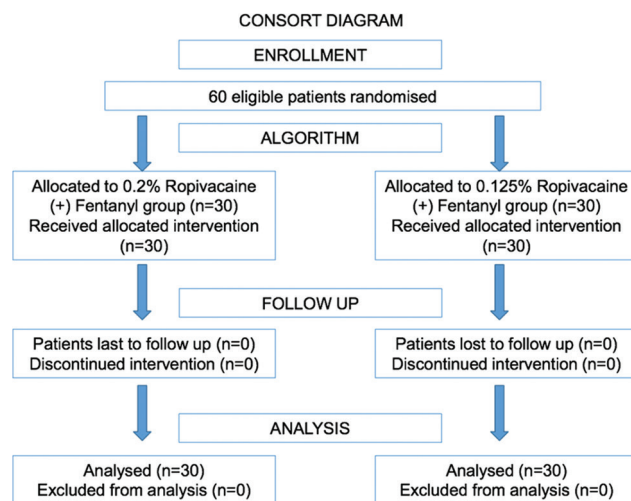 CONSORT DIAGRAM
ENROLLMENT
60 eligible patients randomised
ALGORITHM
Allocated to 0.2% Ropivacaine
(+) Fentanyl group (n=30)
Received allocated intervention
(n=30)
Allocated to 0.125% Ropivacaine
(+) Fentanyl group (n=30)
Received allocated intervention
(n=30)
FOLLOW UP
Patients last to follow up (n=0)
Discontinued intervention (n=0)
Patients lost to follow up (n=0)
Discontinued intervention (n=0)
ANALYSIS
Analysed (n=30)
Excluded from analysis (n=0)
Analysed (n=30)
Excluded from analysis (n=0)